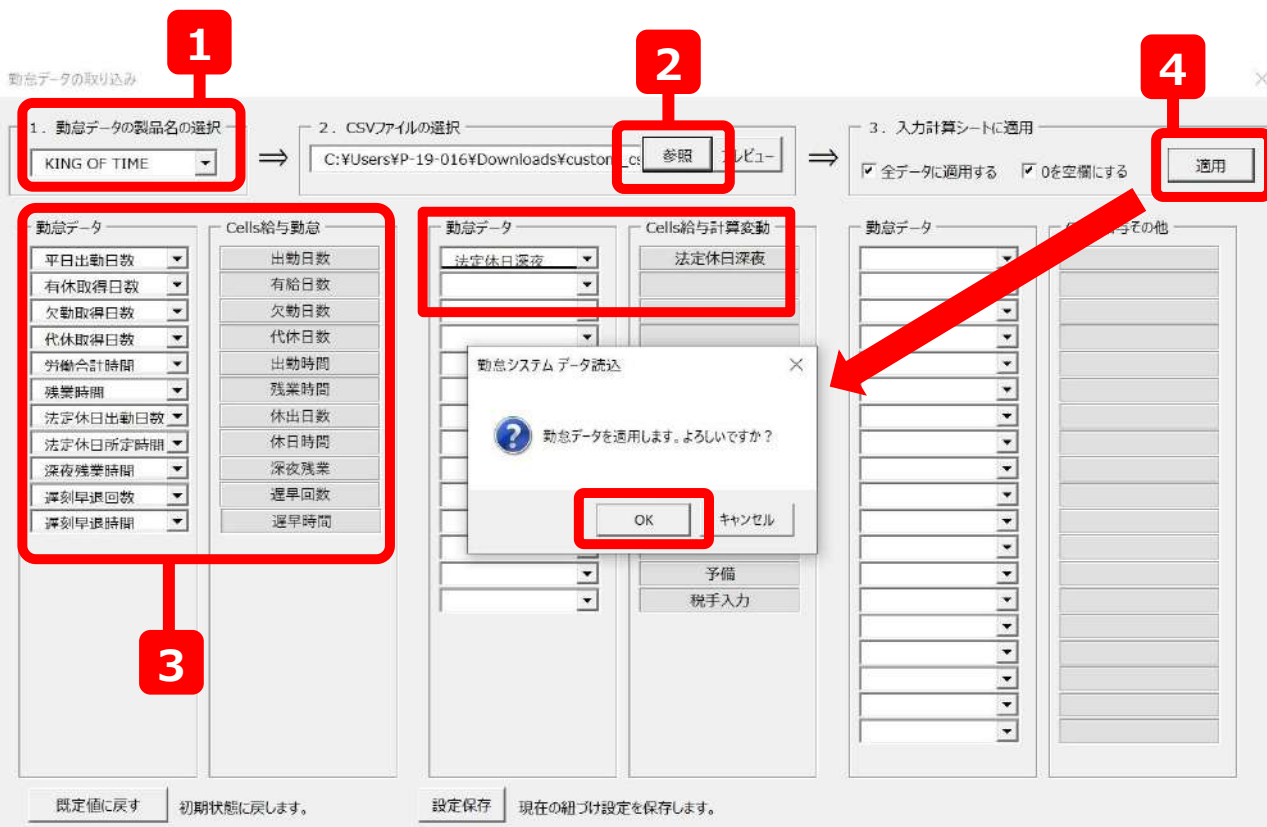 1
2
4
勤怠データの取り込み
1．勤怠データの製品名の選択
2．CSVファイルの選択
3．入力計算シートに適用
KING OF TIME
⇒
C:¥Users¥P-19-016¥Downloads¥custom_cs
参照
⇒
全データに適用する
0を空欄にする
適用
勤怠データ
Cells給与勤怠
勤怠データ
Cells給与計算変動
勤怠データ
平日出勤日数
出勤日数
法定休日深夜
法定休日深夜
有休取得日数
有給日数
欠勤取得日数
欠勤日数
代休取得日数
代休日数
労働合計時間
出勤時間
残業時間
残業時間
法定休日出勤日数
休出日数
法定休日所定時間
休日時間
深夜残業時間
深夜残業
遅刻早退回数
遅早回数
遅刻早退時間
遅早時間
勤怠システム データ読込
勤怠データを適用します。よろしいですか？
OK
キャンセル
予備
税手入力
3
既定値に戻す
初期状態に戻します。
設定保存
現在の紐づけ設定を保存します。